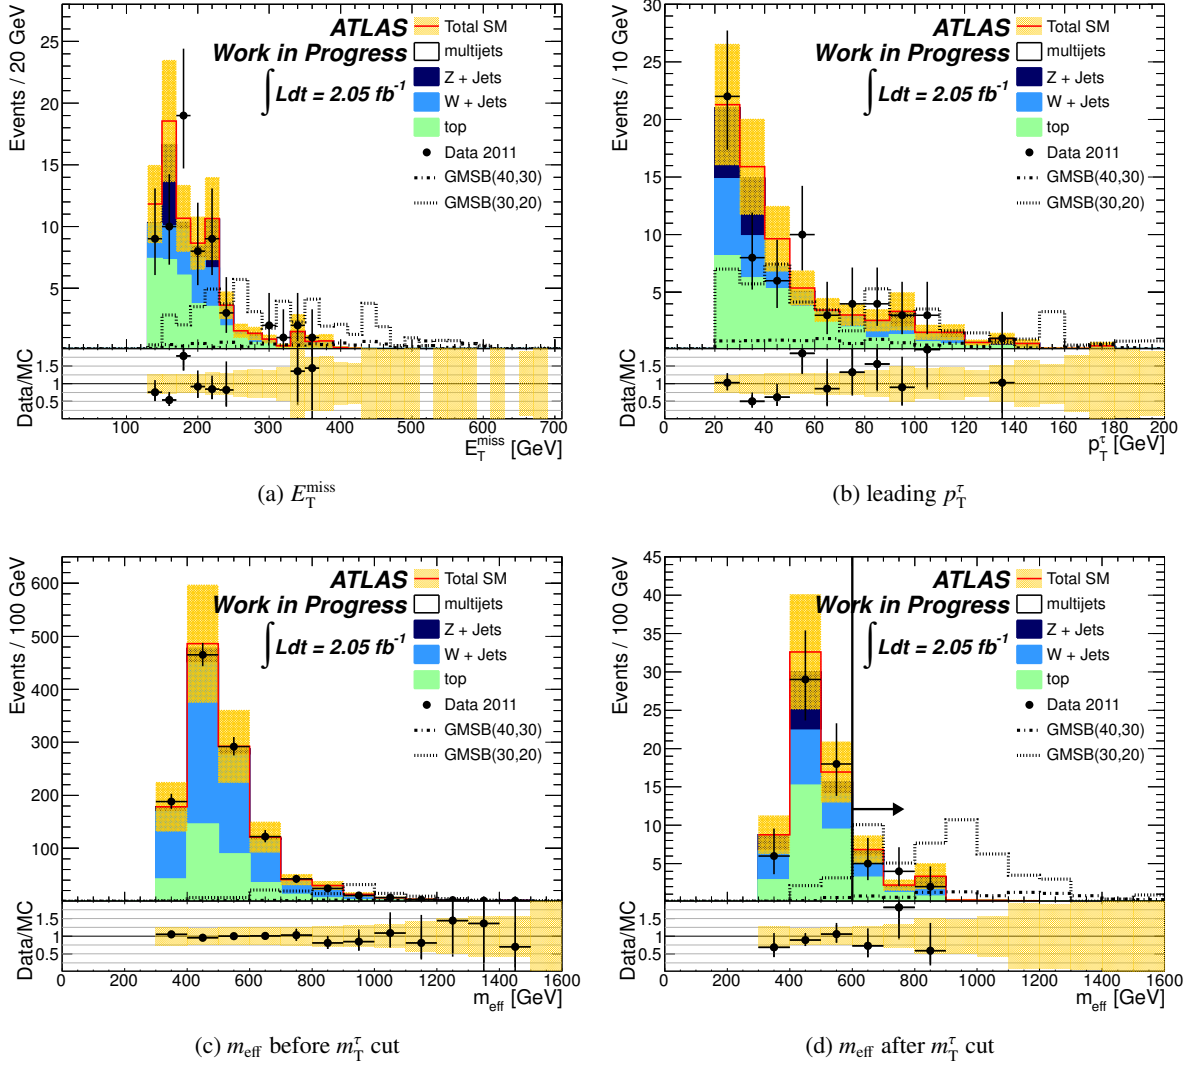 ATLAS
Work in Progress
∫ Ldt = 2.05 fb⁻¹
Total SM
multijets
Z + Jets
W + Jets
top
Data 2011
GMSB(40,30)
GMSB(30,20)
Events / 20 GeV
25
20
15
10
5
Data/MC
1.5
1
0.5
100 200 300 400 500 600 700
E_T^miss [GeV]
(a) E_T^miss
ATLAS
Work in Progress
∫ Ldt = 2.05 fb⁻¹
Total SM
multijets
Z + Jets
W + Jets
top
Data 2011
GMSB(40,30)
GMSB(30,20)
Events / 10 GeV
30
25
20
15
10
5
Data/MC
1.5
1
0.5
0 20 40 60 80 100 120 140 160 180 200
p_T^τ [GeV]
(b) leading p_T^τ
ATLAS
Work in Progress
∫ Ldt = 2.05 fb⁻¹
Total SM
multijets
Z + Jets
W + Jets
top
Data 2011
GMSB(40,30)
GMSB(30,20)
Events / 100 GeV
600
500
400
300
200
100
Data/MC
1.5
1
0.5
0 200 400 600 800 1000 1200 1400 1600
m_eff [GeV]
(c) m_eff before m_T^τ cut
ATLAS
Work in Progress
∫ Ldt = 2.05 fb⁻¹
Total SM
multijets
Z + Jets
W + Jets
top
Data 2011
GMSB(40,30)
GMSB(30,20)
Events / 100 GeV
45
40
35
30
25
20
15
10
5
Data/MC
1.5
1
0.5
0 200 400 600 800 1000 1200 1400 1600
m_eff [GeV]
(d) m_eff after m_T^τ cut